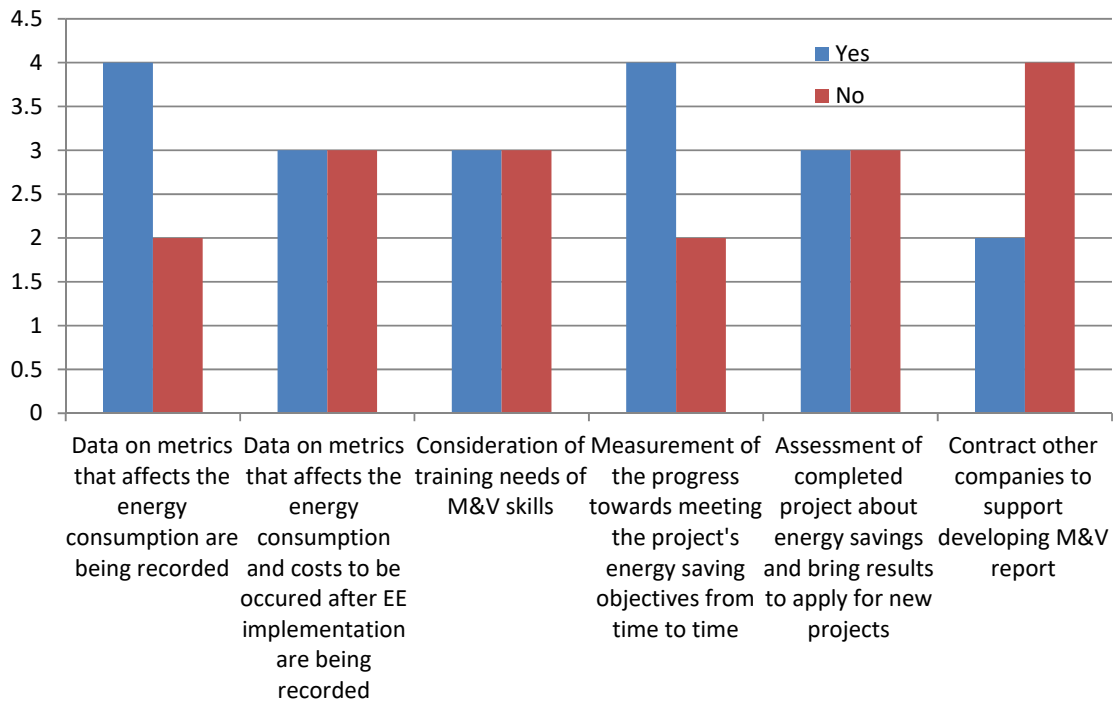 4.5
4
3.5
3
2.5
2
1.5
1
0.5
0
Yes
No
Data on metrics
that affects the
energy
consumption are
being recorded
Data on metrics
that affects the
energy
consumption
and costs to be
occured after EE
implementation
are being
recorded
Consideration of
training needs of
M&V skills
Measurement of
the progress
towards meeting
the project's
energy saving
objectives from
time to time
Assessment of
completed
project about
energy savings
and bring results
to apply for new
projects
Contract other
companies to
support
developing M&V
report